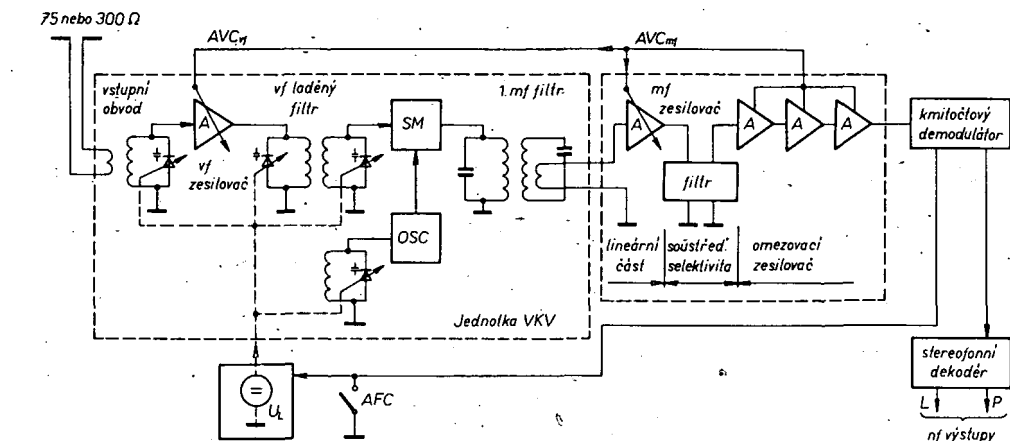 75 nebo 300 Ω
AVCvf
AVCmf
vstupní
obvod
A
vf
zesilovač
vf laděný
filtr
SM
OSC
1. mf filtr
Jednotka VKV
mf
zesilovač
A
filtr
A
A
A
lineární
část
soustřeď.
selektivita
omezovací
zesilovač
kmitočtový
demodulátor
stereofonní
dekodér
L
P
nf výstupy
=
UL
AFC